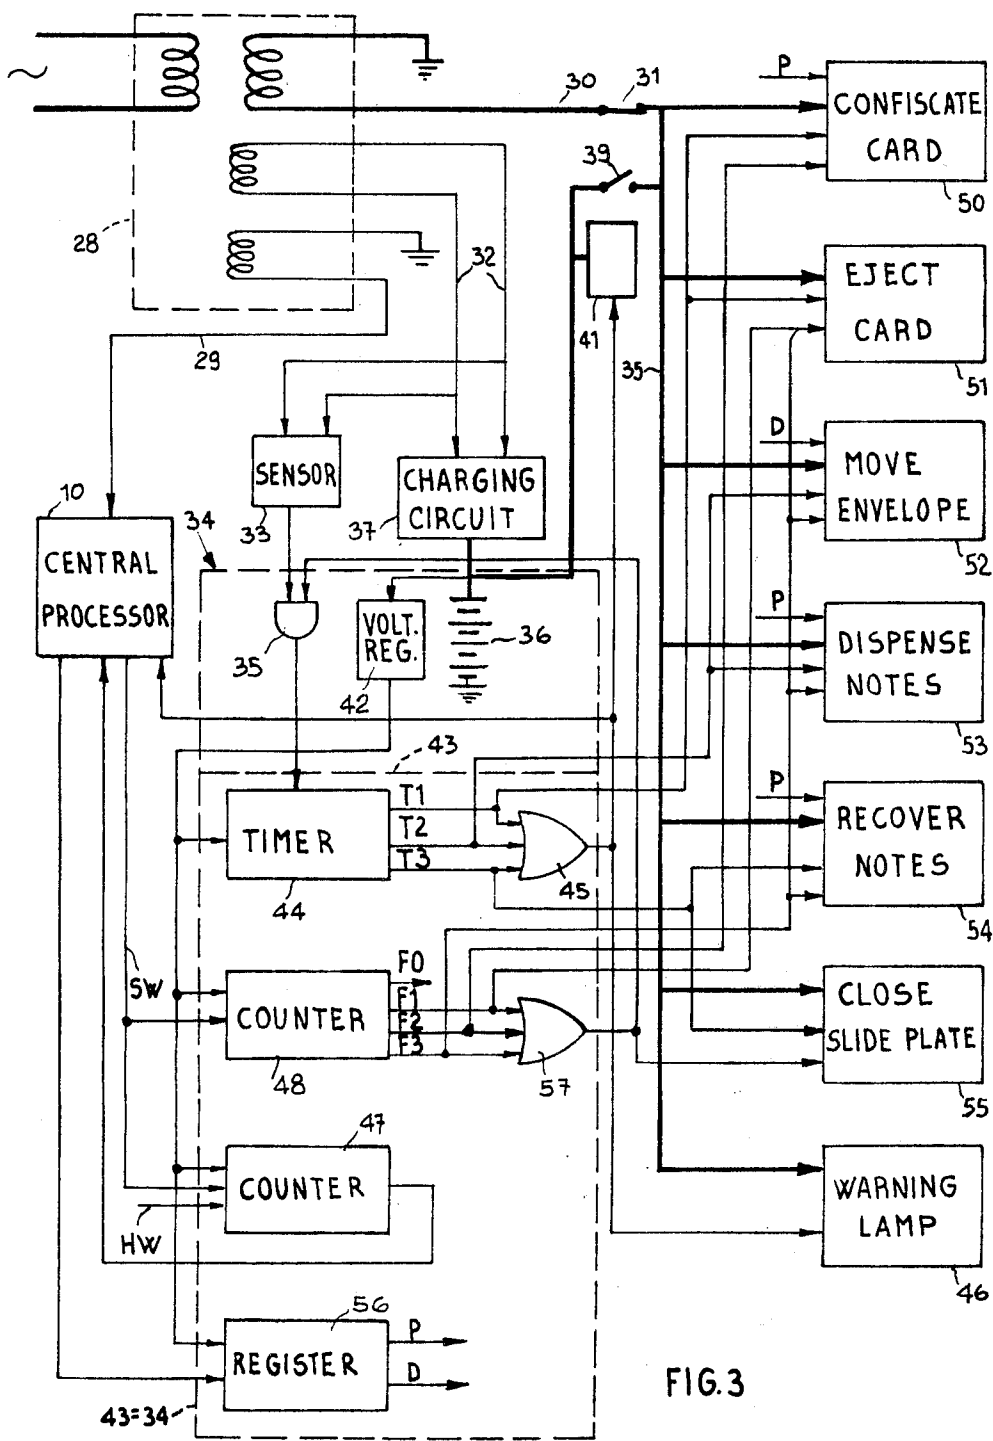 ~
30
31
P
CONFISCATE
CARD
50
39
28
32
41
EJECT
CARD
51
29
35
D
MOVE
ENVELOPE
52
10
SENSOR
33
CHARGING
CIRCUIT
37
34
CENTRAL
PROCESSOR
35
VOLT.
REG.
42
36
P
DISPENSE
NOTES
53
43
TIMER
44
T1
T2
T3
45
P
RECOVER
NOTES
54
SW
COUNTER
48
F0
F1
F2
F3
57
CLOSE
SLIDE PLATE
55
47
COUNTER
HW
WARNING
LAMP
46
56
REGISTER
P
D
43=34
FIG.3